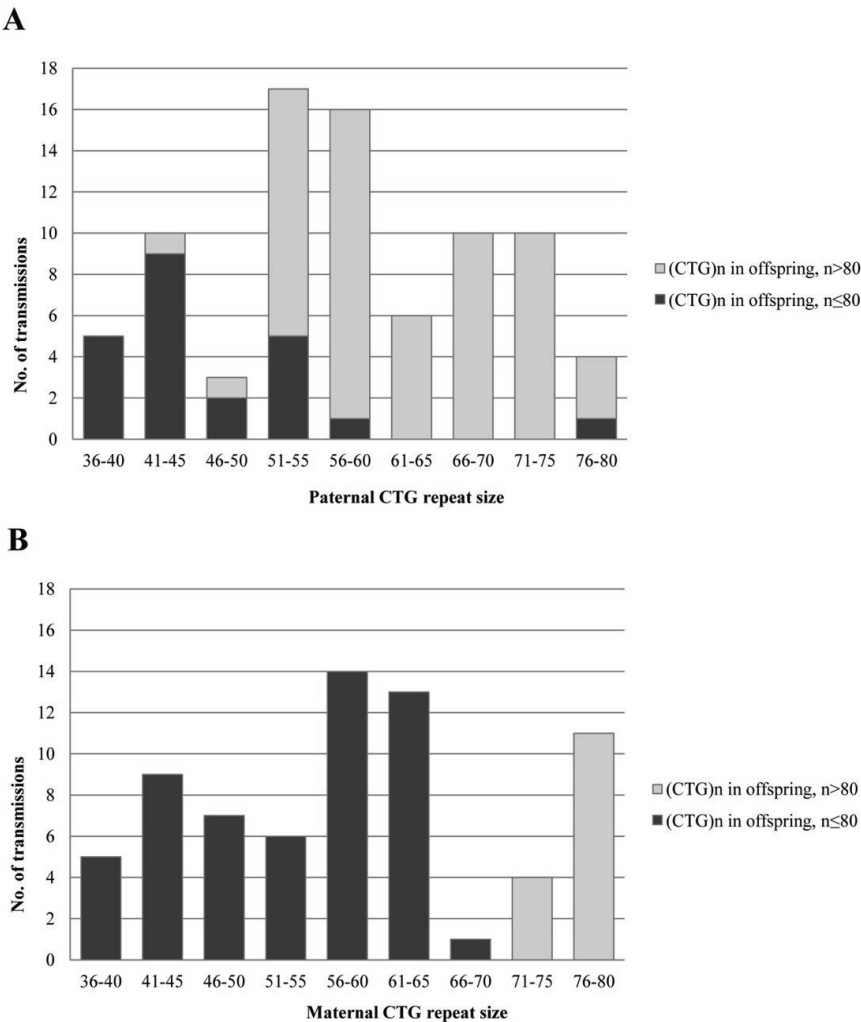 A
18
16
14
12
10
8
6
4
2
0
No. of transmissions
36-40 41-45 46-50 51-55 56-60 61-65 66-70 71-75 76-80
Paternal CTG repeat size
(CTG)n in offspring, n>80
(CTG)n in offspring, n≤80
B
18
16
14
12
10
8
6
4
2
0
No. of transmissions
36-40 41-45 46-50 51-55 56-60 61-65 66-70 71-75 76-80
Maternal CTG repeat size
(CTG)n in offspring, n>80
(CTG)n in offspring, n≤80